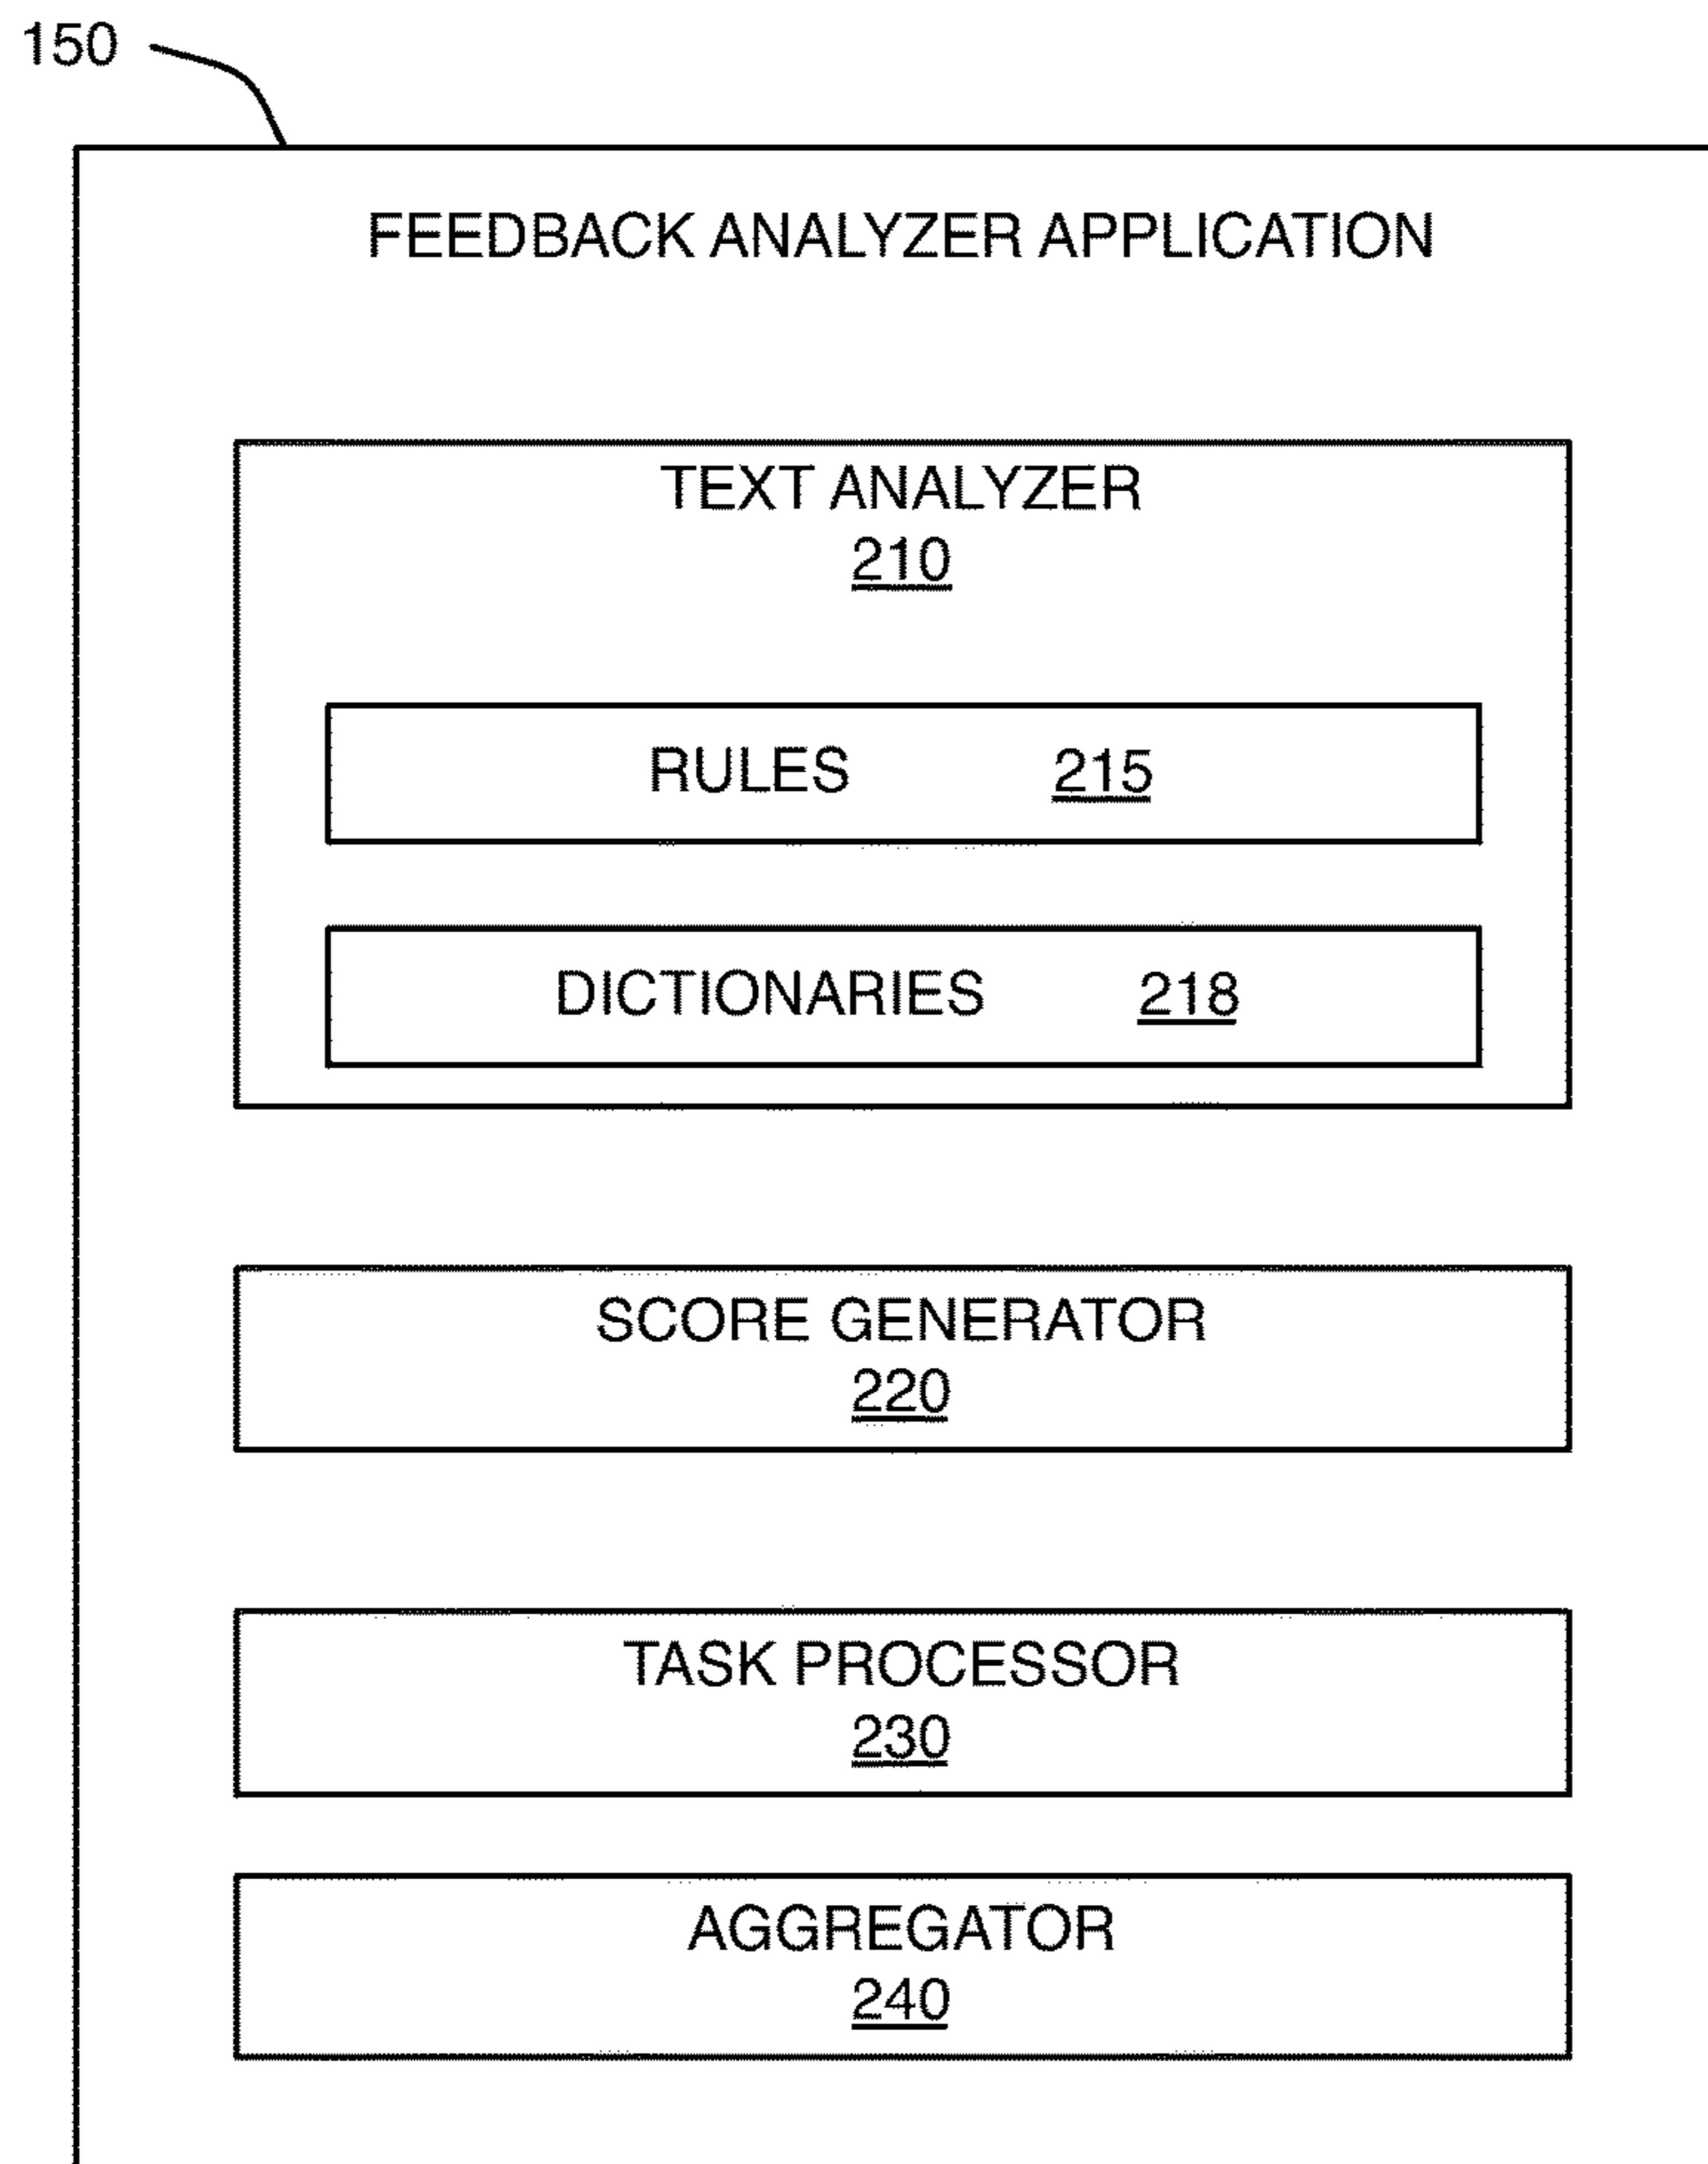 150
FEEDBACK ANALYZER APPLICATION
TEXT ANALYZER
210
RULES 215
DICTIONARIES 218
SCORE GENERATOR
220
TASK PROCESSOR
230
AGGREGATOR
240